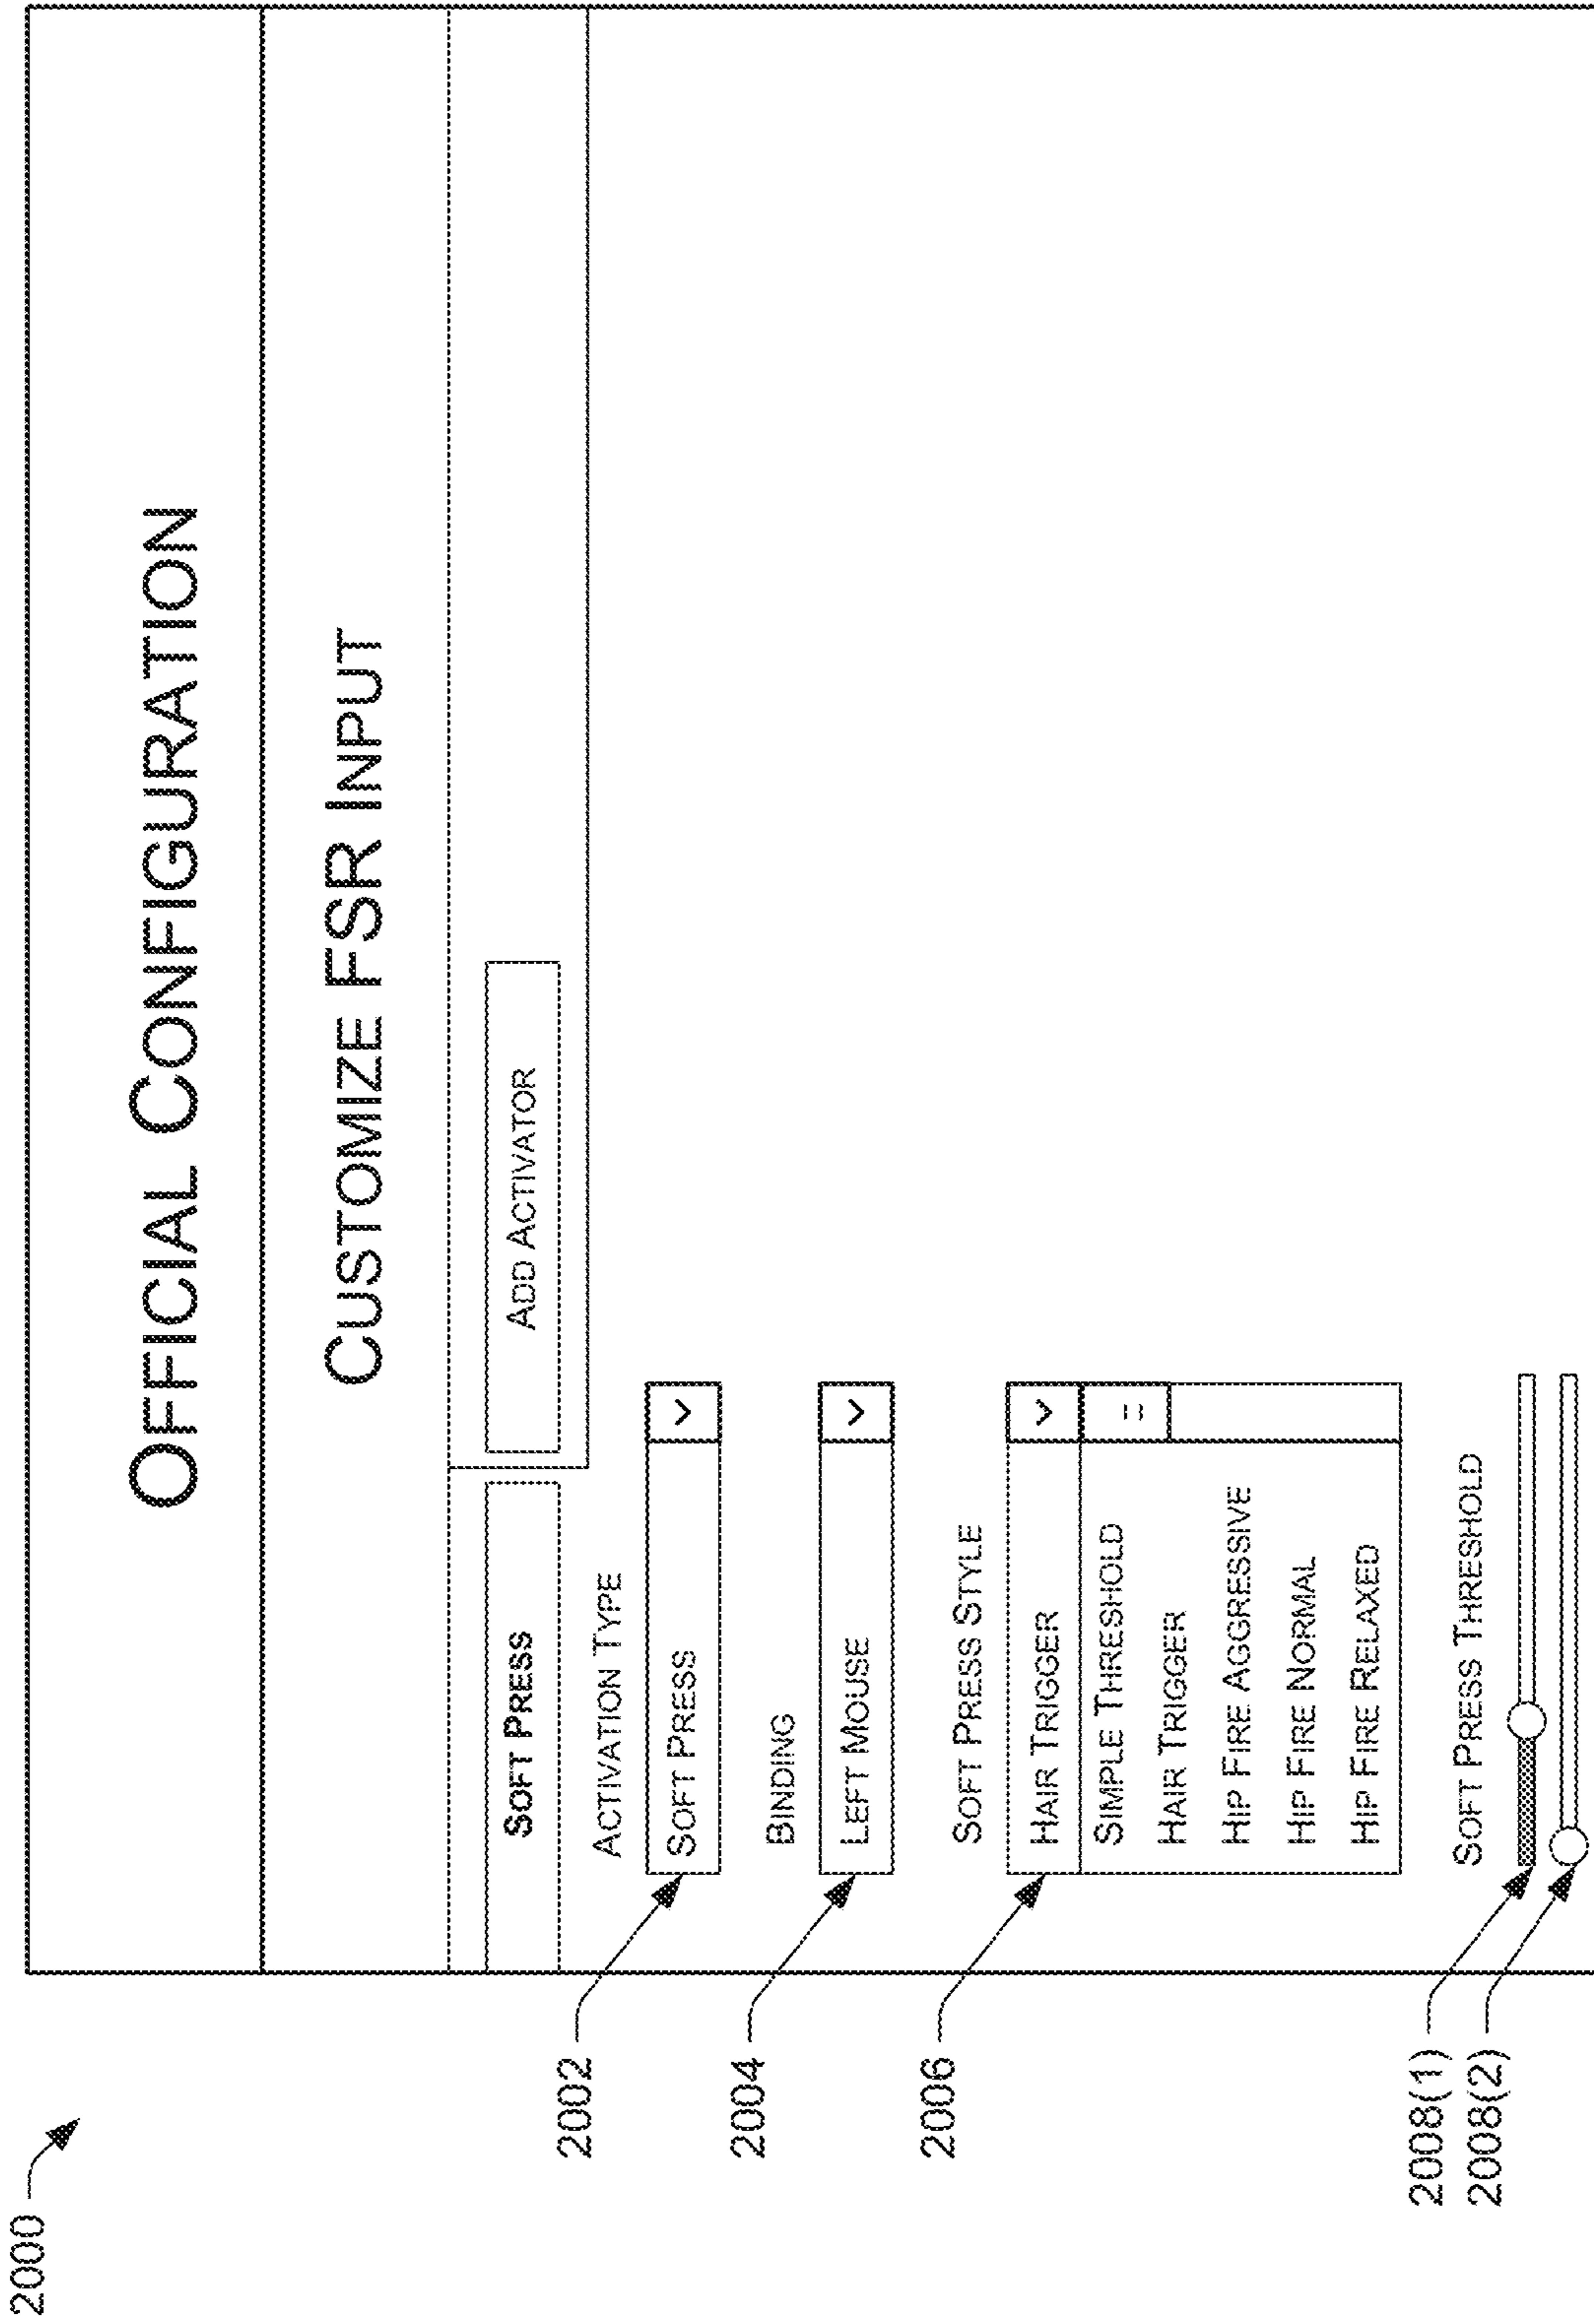 2000
OFFICIAL CONFIGURATION
CUSTOMIZE FSR INPUT
SOFT PRESS
ADD ACTIVATOR
ACTIVATION TYPE
2002
SOFT PRESS
BINDING
2004
LEFT MOUSE
SOFT PRESS STYLE
2006
HAIR TRIGGER
SIMPLE THRESHOLD
HAIR TRIGGER
HIP FIRE AGGRESSIVE
HIP FIRE NORMAL
HIP FIRE RELAXED
SOFT PRESS THRESHOLD
2008(1)
2008(2)